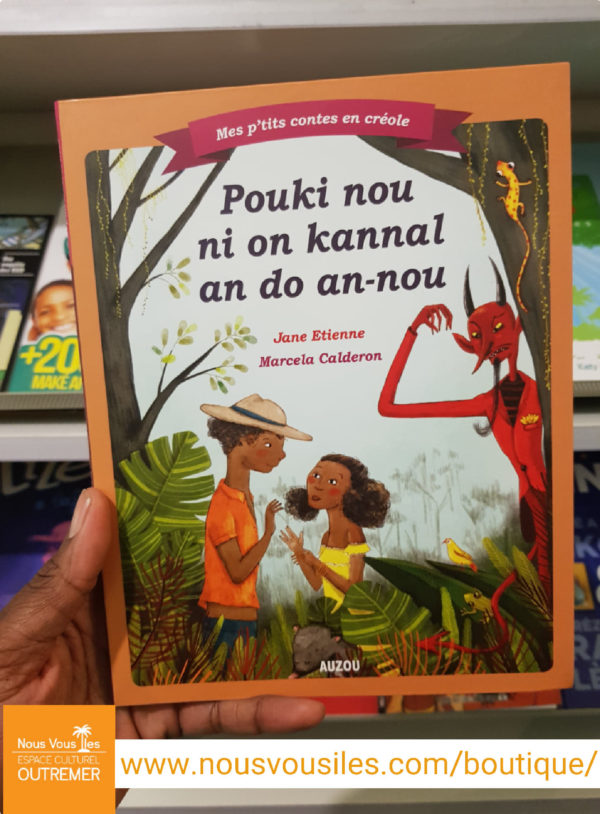 Mes p'tits contes en créole
Pouki nou
ni on kannal
an do an-nou
Jane Etienne
Marcela Calderon
AUZOU
+20
MAKE
Nous Vous Iles
ESPACE CULTUREL
OUTREMER
www.nousvousiles.com/boutique/